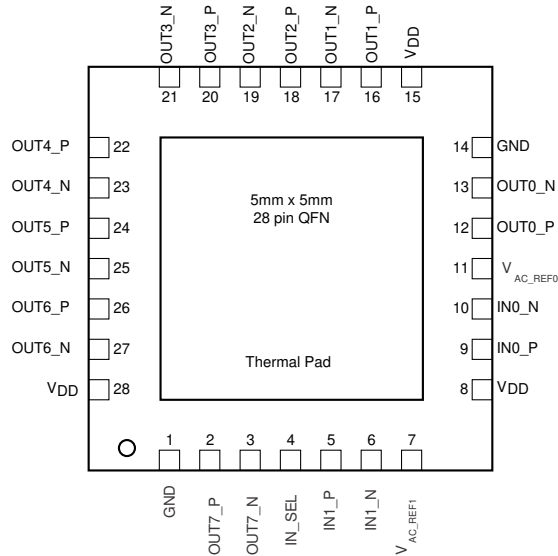 OUT3_N
OUT3_P
OUT2_N
OUT2_P
OUT1_N
OUT1_P
VDD
21
20
19
18
17
16
15
OUT4_P 22
OUT4_N 23
OUT5_P 24
OUT5_N 25
OUT6_P 26
OUT6_N 27
VDD 28
5mm x 5mm
28 pin QFN
Thermal Pad
14 GND
13 OUT0_N
12 OUT0_P
11 VAC_REF0
10 IN0_N
9 IN0_P
8 VDD
1
2
3
4
5
6
7
GND
OUT7_P
OUT7_N
IN_SEL
IN1_P
IN1_N
VAC_REF1